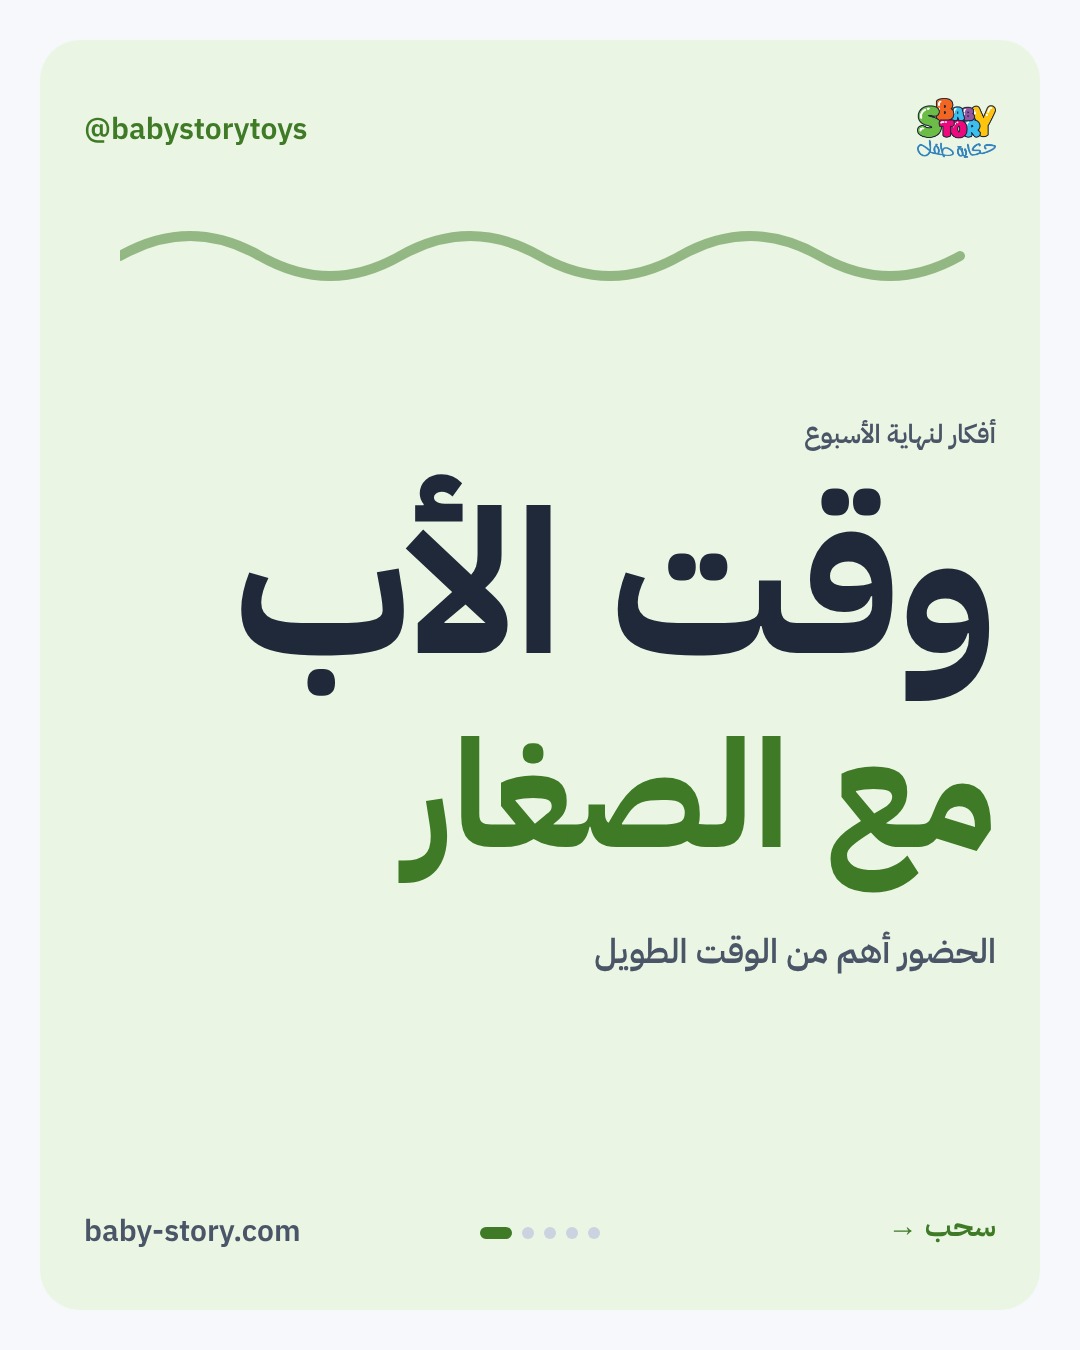 @babystorytoys
BABY STORY
حكاية طفل
أفكار لنهاية الأسبوع
وقت الأب
مع الصغار
الحضور أهم من الوقت الطويل
baby-story.com
سحب →